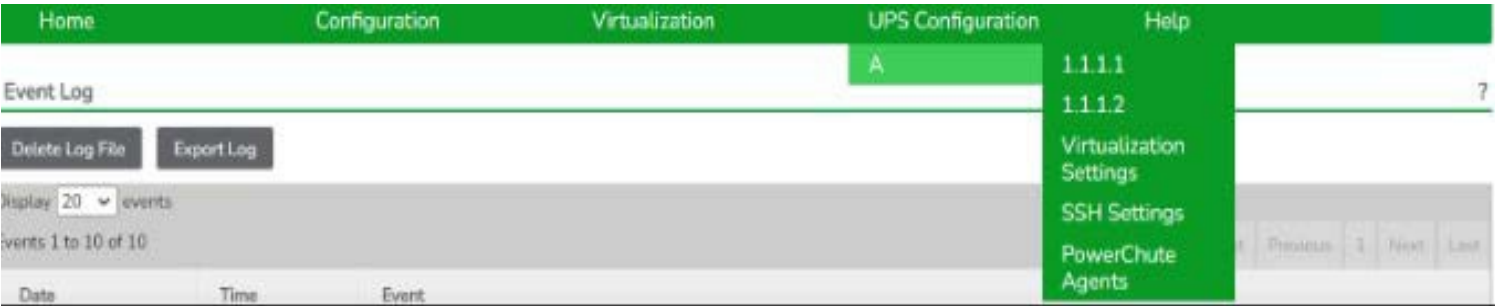 Home Configuration Virtualization UPS Configuration Help
A
1.1.1.1
1.1.1.2
Virtualization
Settings
SSH Settings
PowerChute
Agents
Event Log ?
Delete Log File Export Log
Display 20 events
Events 1 to 10 of 10
Previous 1 Next Last
Date Time Event